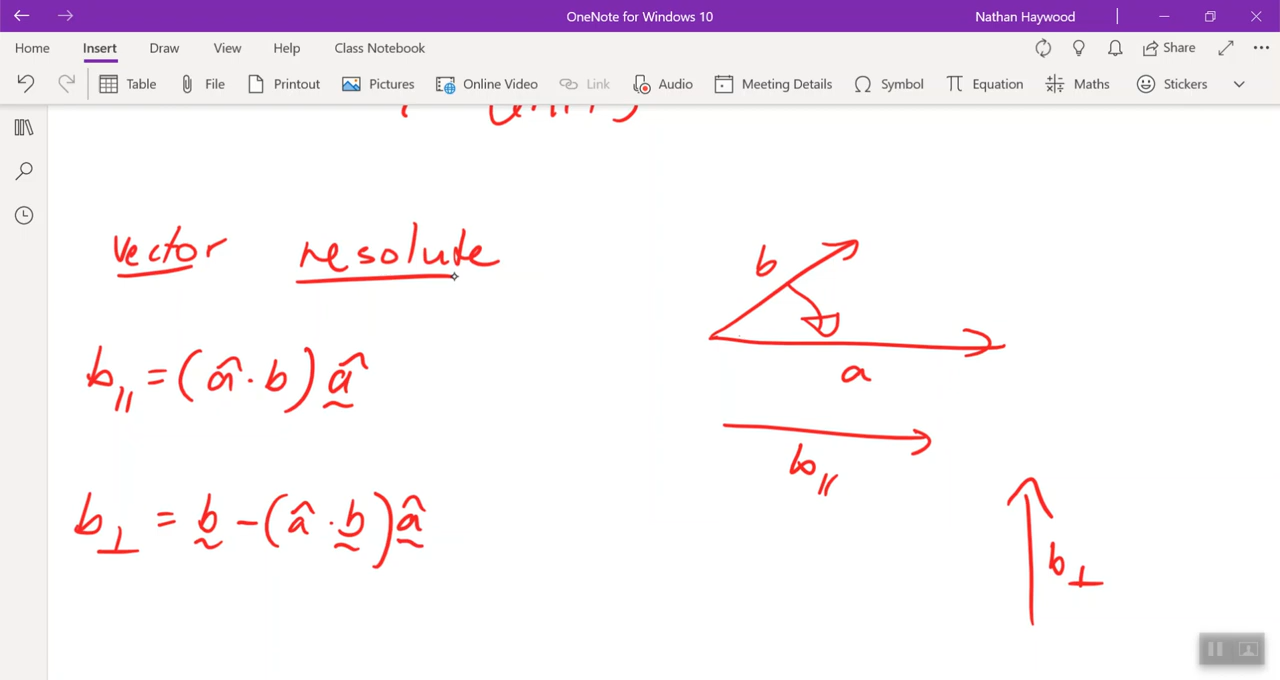 OneNote for Windows 10
Nathan Haywood
Home Insert Draw View Help Class Notebook Share
Table File Printout Pictures Online Video Link Audio Meeting Details Symbol Equation Maths Stickers
vector resolute
b∥ = (â · b) â
b⊥ = b − (â · b) â
b
a
b∥
b⊥